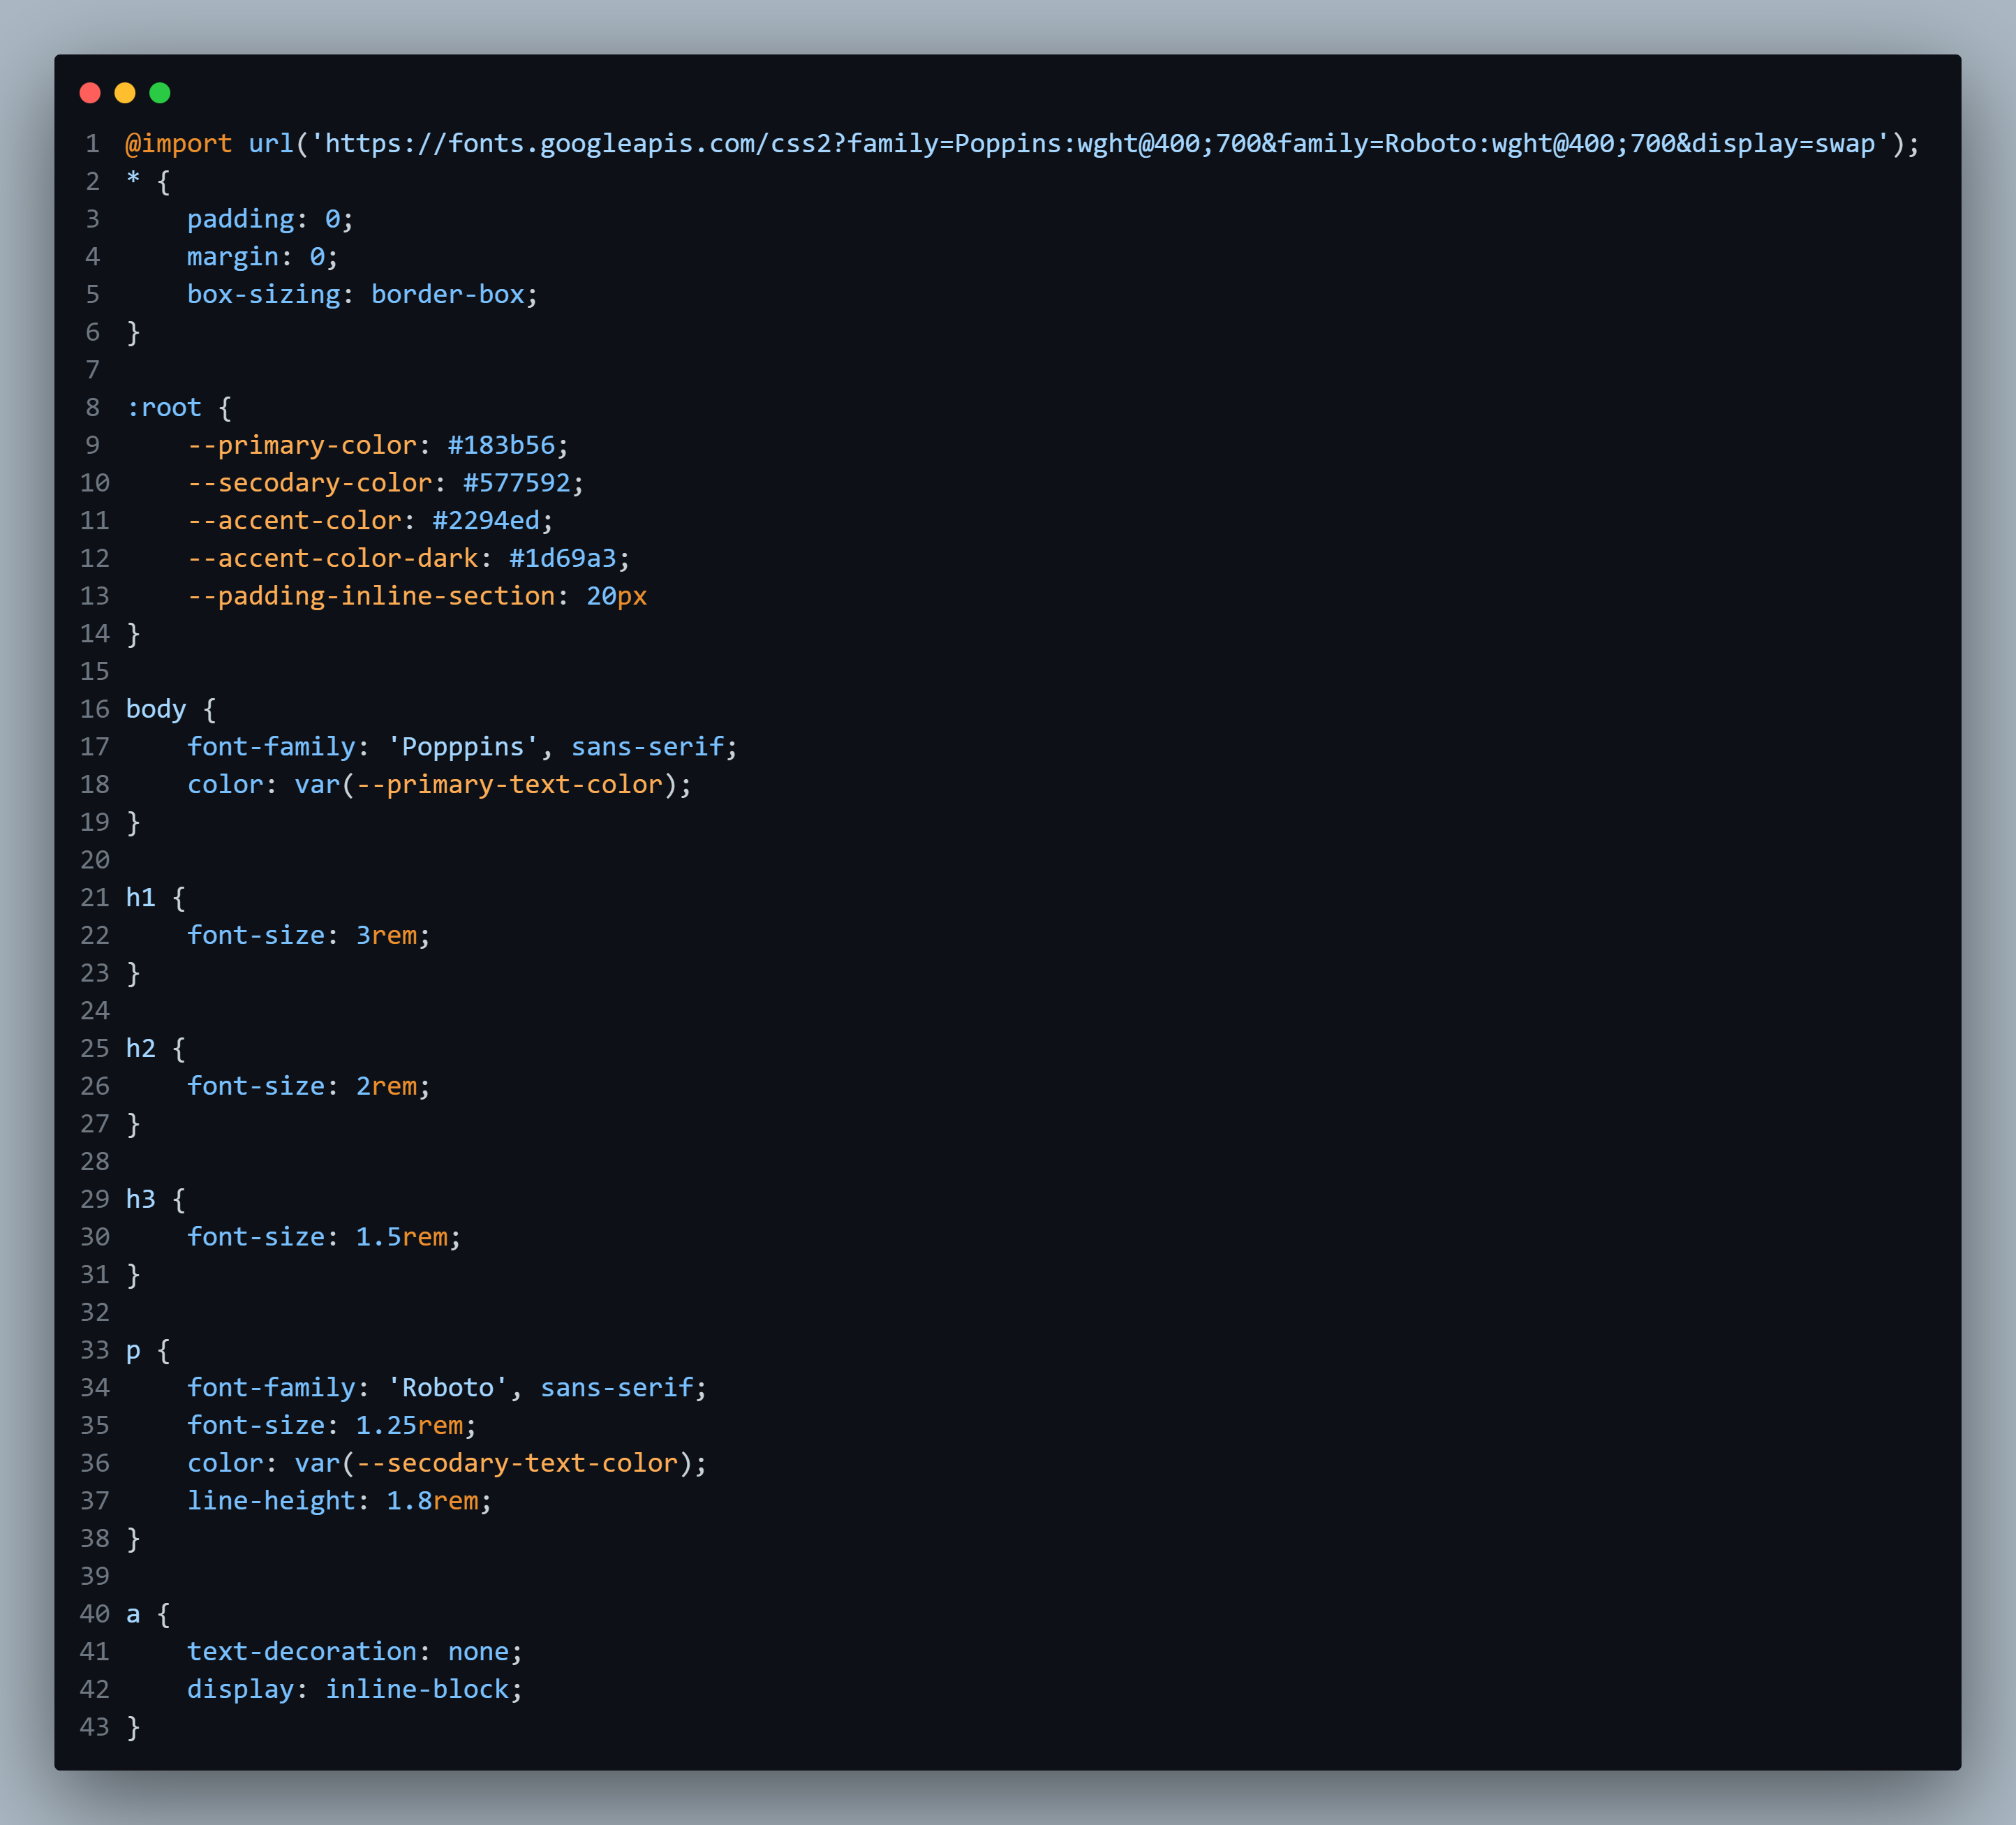 1 @import url('https://fonts.googleapis.com/css2?family=Poppins:wght@400;700&family=Roboto:wght@400;700&display=swap');
2 * {
3     padding: 0;
4     margin: 0;
5     box-sizing: border-box;
6 }
7
8 :root {
9     --primary-color: #183b56;
10     --secodary-color: #577592;
11     --accent-color: #2294ed;
12     --accent-color-dark: #1d69a3;
13     --padding-inline-section: 20px
14 }
15
16 body {
17     font-family: 'Popppins', sans-serif;
18     color: var(--primary-text-color);
19 }
20
21 h1 {
22     font-size: 3rem;
23 }
24
25 h2 {
26     font-size: 2rem;
27 }
28
29 h3 {
30     font-size: 1.5rem;
31 }
32
33 p {
34     font-family: 'Roboto', sans-serif;
35     font-size: 1.25rem;
36     color: var(--secodary-text-color);
37     line-height: 1.8rem;
38 }
39
40 a {
41     text-decoration: none;
42     display: inline-block;
43 }